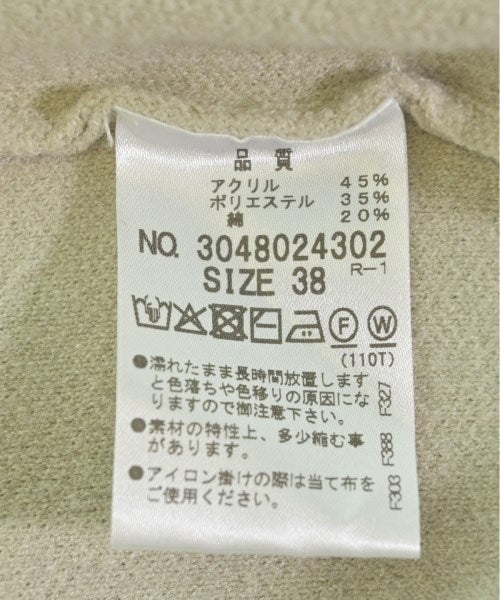 品質
アクリル 45%
ポリエステル 35%
綿 20%
NO. 3048024302
R-1
SIZE 38
F W
(110T)
●濡れたまま長時間放置します
と色落ちや色移りの原因にな
りますので御注意下さい。
●素材の特性上、多少縮む事
があります。
●アイロン掛けの際は当て布を
ご使用ください。
F303 F388 F327